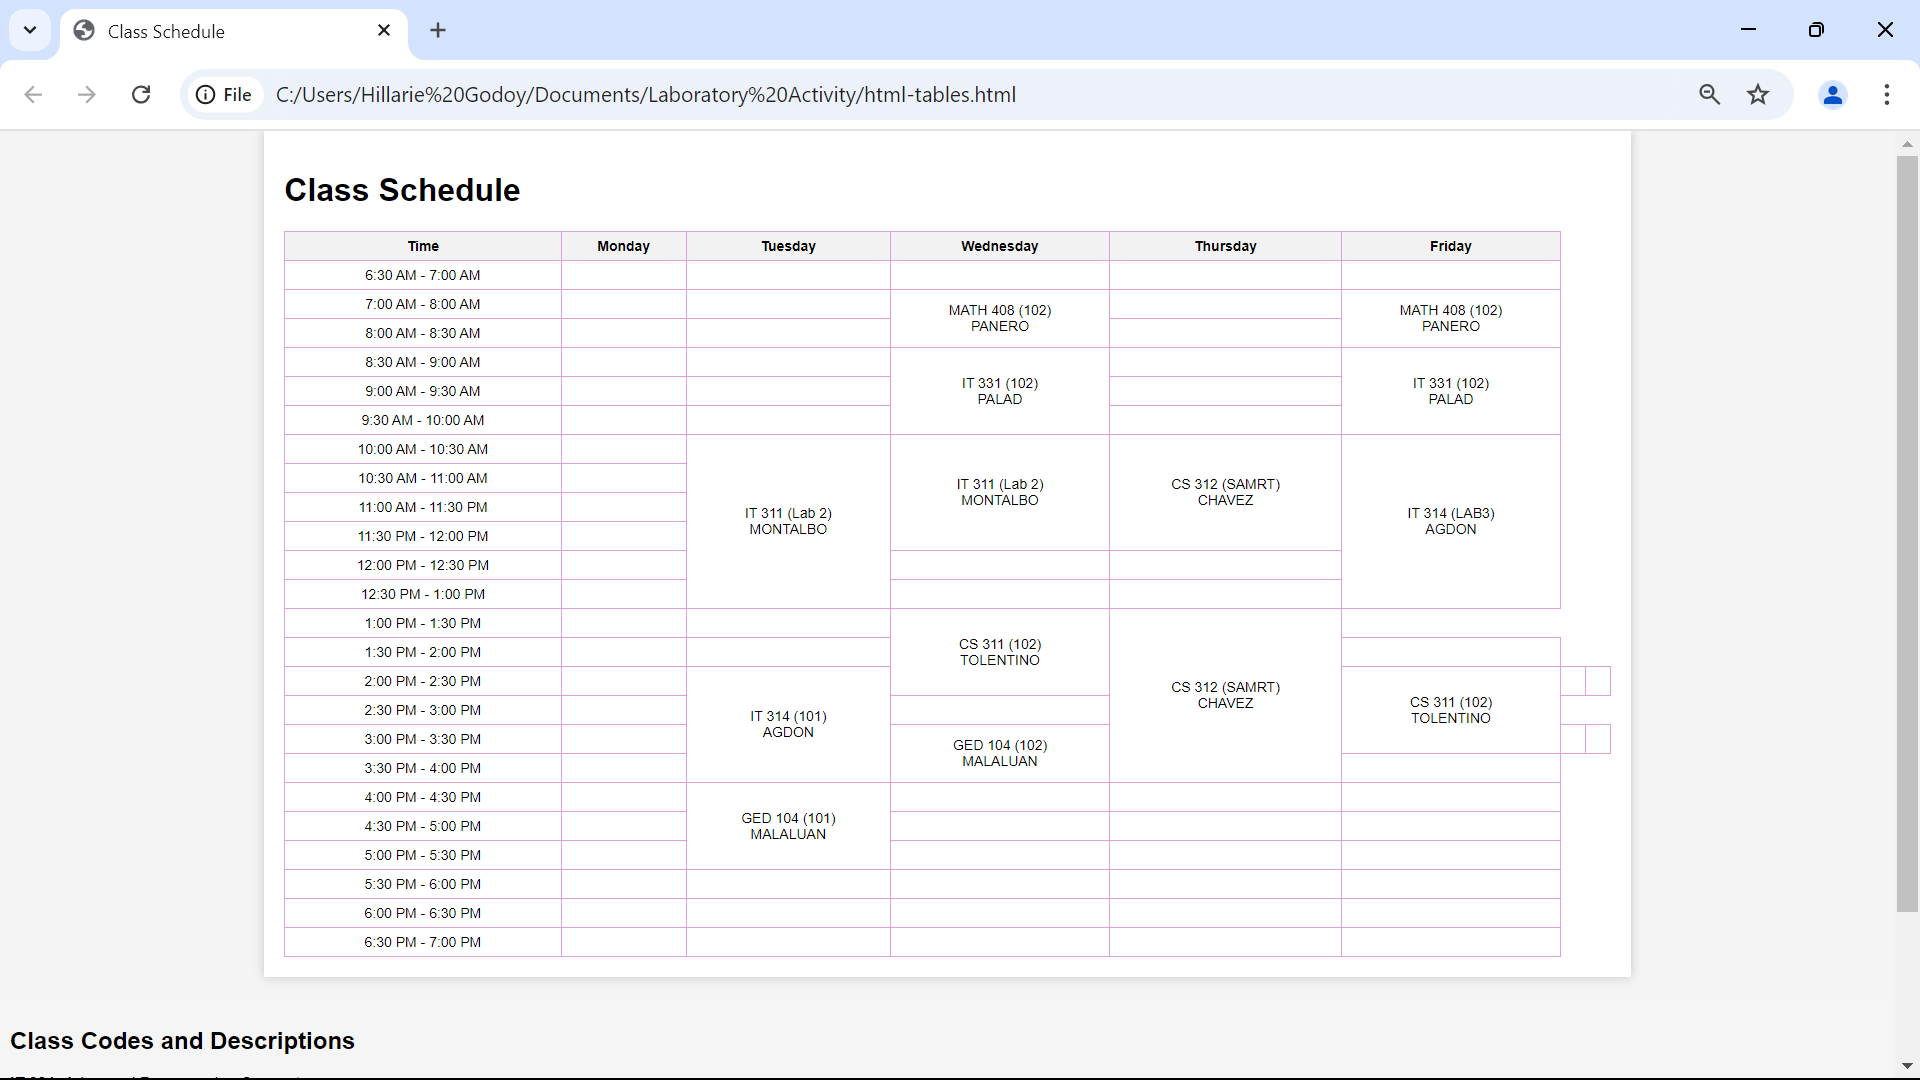 Class Schedule
File
C:/Users/Hillarie%20Godoy/Documents/Laboratory%20Activity/html-tables.html
Class Schedule
Time Monday Tuesday Wednesday Thursday Friday
6:30 AM - 7:00 AM
7:00 AM - 8:00 AM
MATH 408 (102)
PANERO
MATH 408 (102)
PANERO
8:00 AM - 8:30 AM
8:30 AM - 9:00 AM
IT 331 (102)
PALAD
IT 331 (102)
PALAD
9:00 AM - 9:30 AM
9:30 AM - 10:00 AM
10:00 AM - 10:30 AM
IT 311 (Lab 2)
MONTALBO
IT 311 (Lab 2)
MONTALBO
CS 312 (SAMRT)
CHAVEZ
IT 314 (LAB3)
AGDON
10:30 AM - 11:00 AM
11:00 AM - 11:30 PM
11:30 PM - 12:00 PM
12:00 PM - 12:30 PM
12:30 PM - 1:00 PM
1:00 PM - 1:30 PM
CS 311 (102)
TOLENTINO
CS 312 (SAMRT)
CHAVEZ
1:30 PM - 2:00 PM
2:00 PM - 2:30 PM
IT 314 (101)
AGDON
CS 311 (102)
TOLENTINO
2:30 PM - 3:00 PM
3:00 PM - 3:30 PM
GED 104 (102)
MALALUAN
3:30 PM - 4:00 PM
4:00 PM - 4:30 PM
GED 104 (101)
MALALUAN
4:30 PM - 5:00 PM
5:00 PM - 5:30 PM
5:30 PM - 6:00 PM
6:00 PM - 6:30 PM
6:30 PM - 7:00 PM
Class Codes and Descriptions